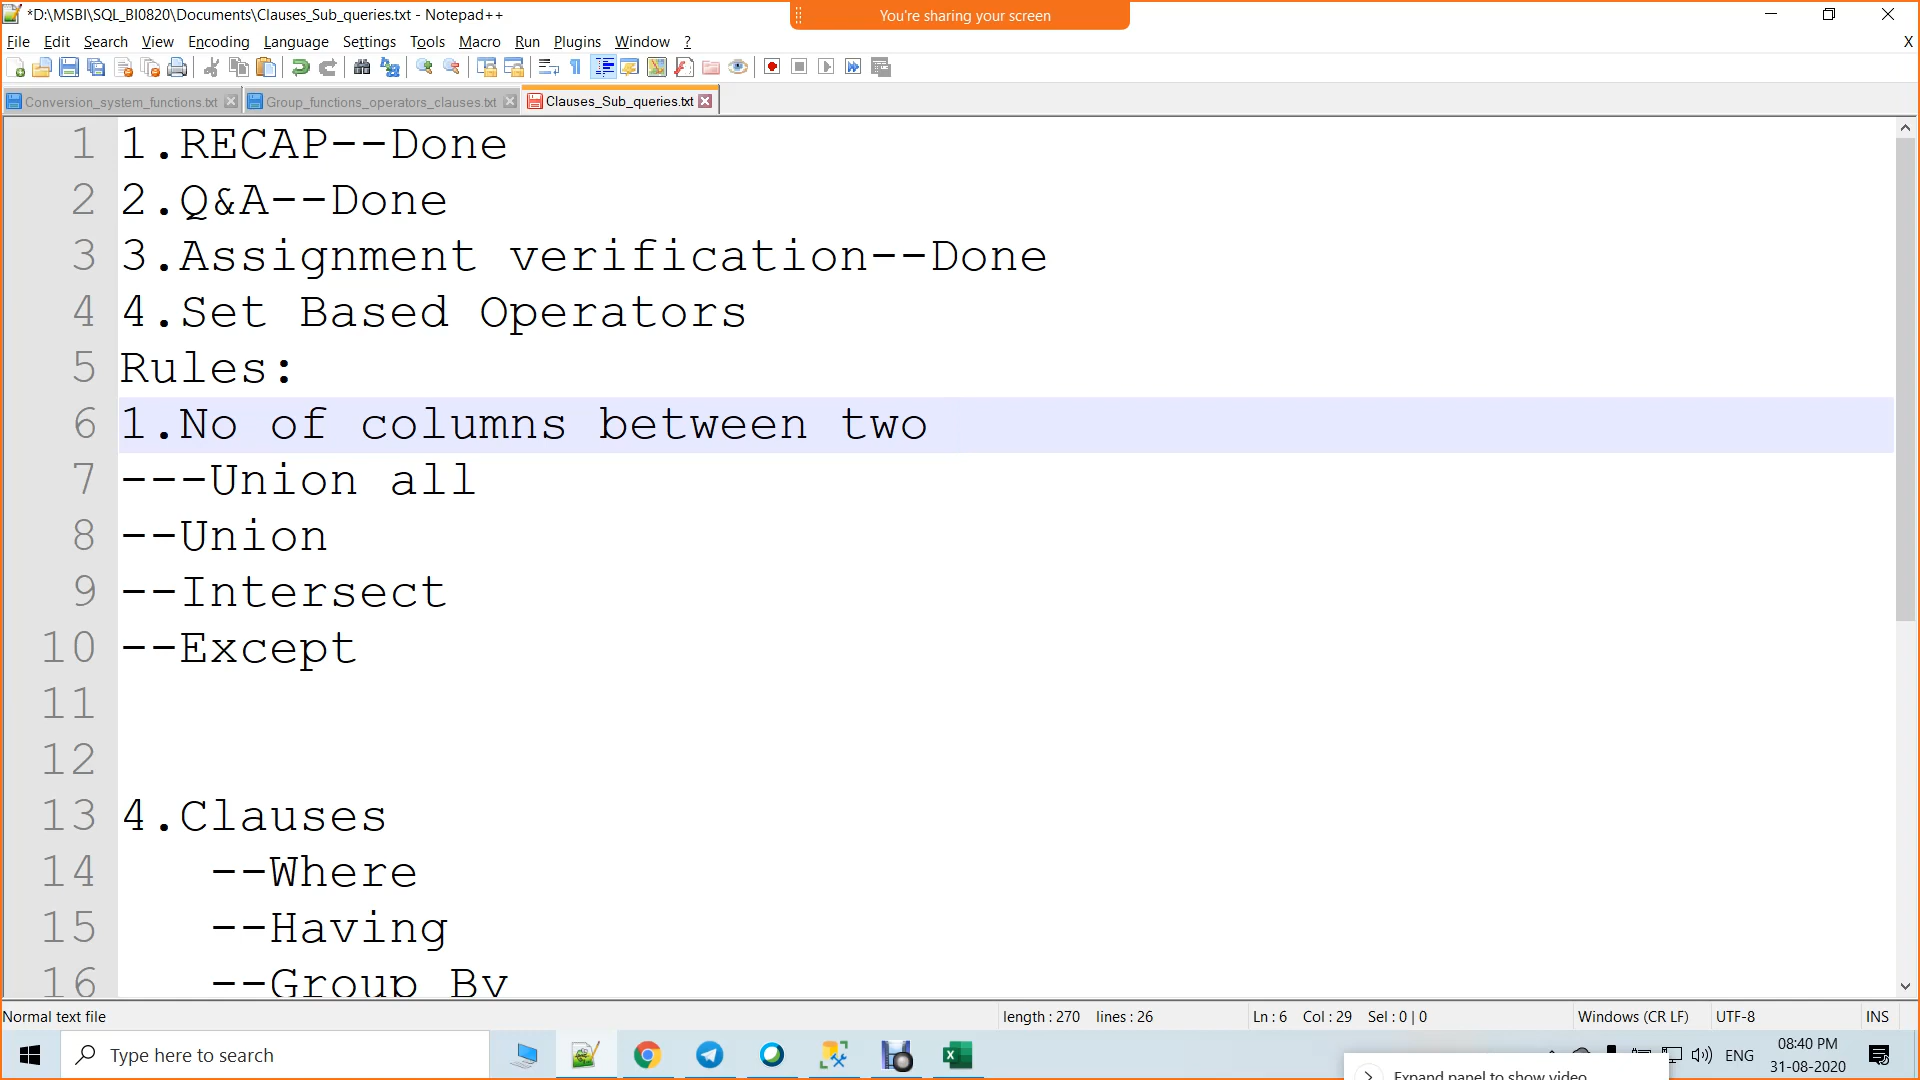 *D:\MSBI\SQL_BI0820\Documents\Clauses_Sub_queries.txt - Notepad++
You're sharing your screen
File Edit Search View Encoding Language Settings Tools Macro Run Plugins Window ? X
Conversion_system_functions.txt Group_functions_operators_clauses.txt Clauses_Sub_queries.txt
1 1.RECAP--Done
2 2.Q&A--Done
3 3.Assignment verification--Done
4 4.Set Based Operators
5 Rules:
6 1.No of columns between two
7 ---Union all
8 --Union
9 --Intersect
10 --Except
11
12
13 4.Clauses
14 --Where
15 --Having
16 --Group By
Normal text file length : 270 lines : 26 Ln : 6 Col : 29 Sel : 0 | 0 Windows (CR LF) UTF-8 INS
Type here to search
ENG
08:40 PM
31-08-2020
Expand panel to show video